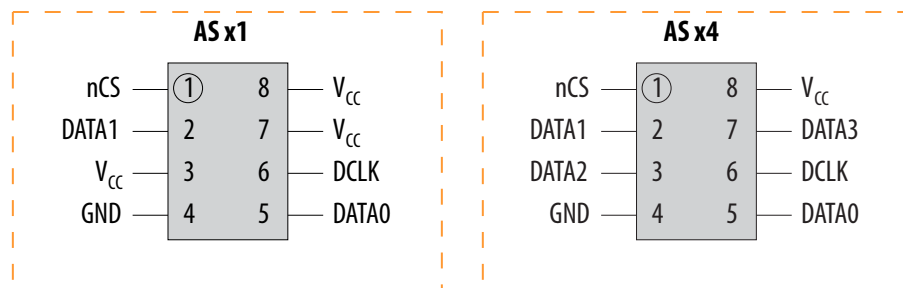 AS x1
nCS 1 8 VCC
DATA1 2 7 VCC
VCC 3 6 DCLK
GND 4 5 DATA0
AS x4
nCS 1 8 VCC
DATA1 2 7 DATA3
DATA2 3 6 DCLK
GND 4 5 DATA0